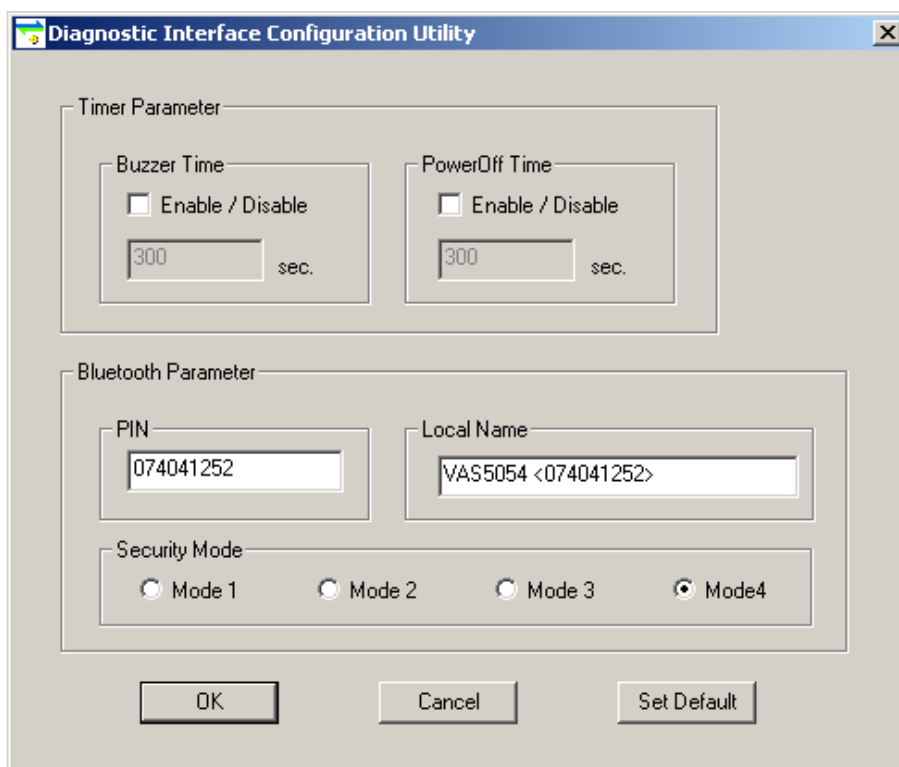 Diagnostic Interface Configuration Utility
Timer Parameter
Buzzer Time
Enable / Disable
300 sec.
PowerOff Time
Enable / Disable
300 sec.
Bluetooth Parameter
PIN
074041252
Local Name
VAS5054 <074041252>
Security Mode
Mode 1 Mode 2 Mode 3 Mode4
OK Cancel Set Default